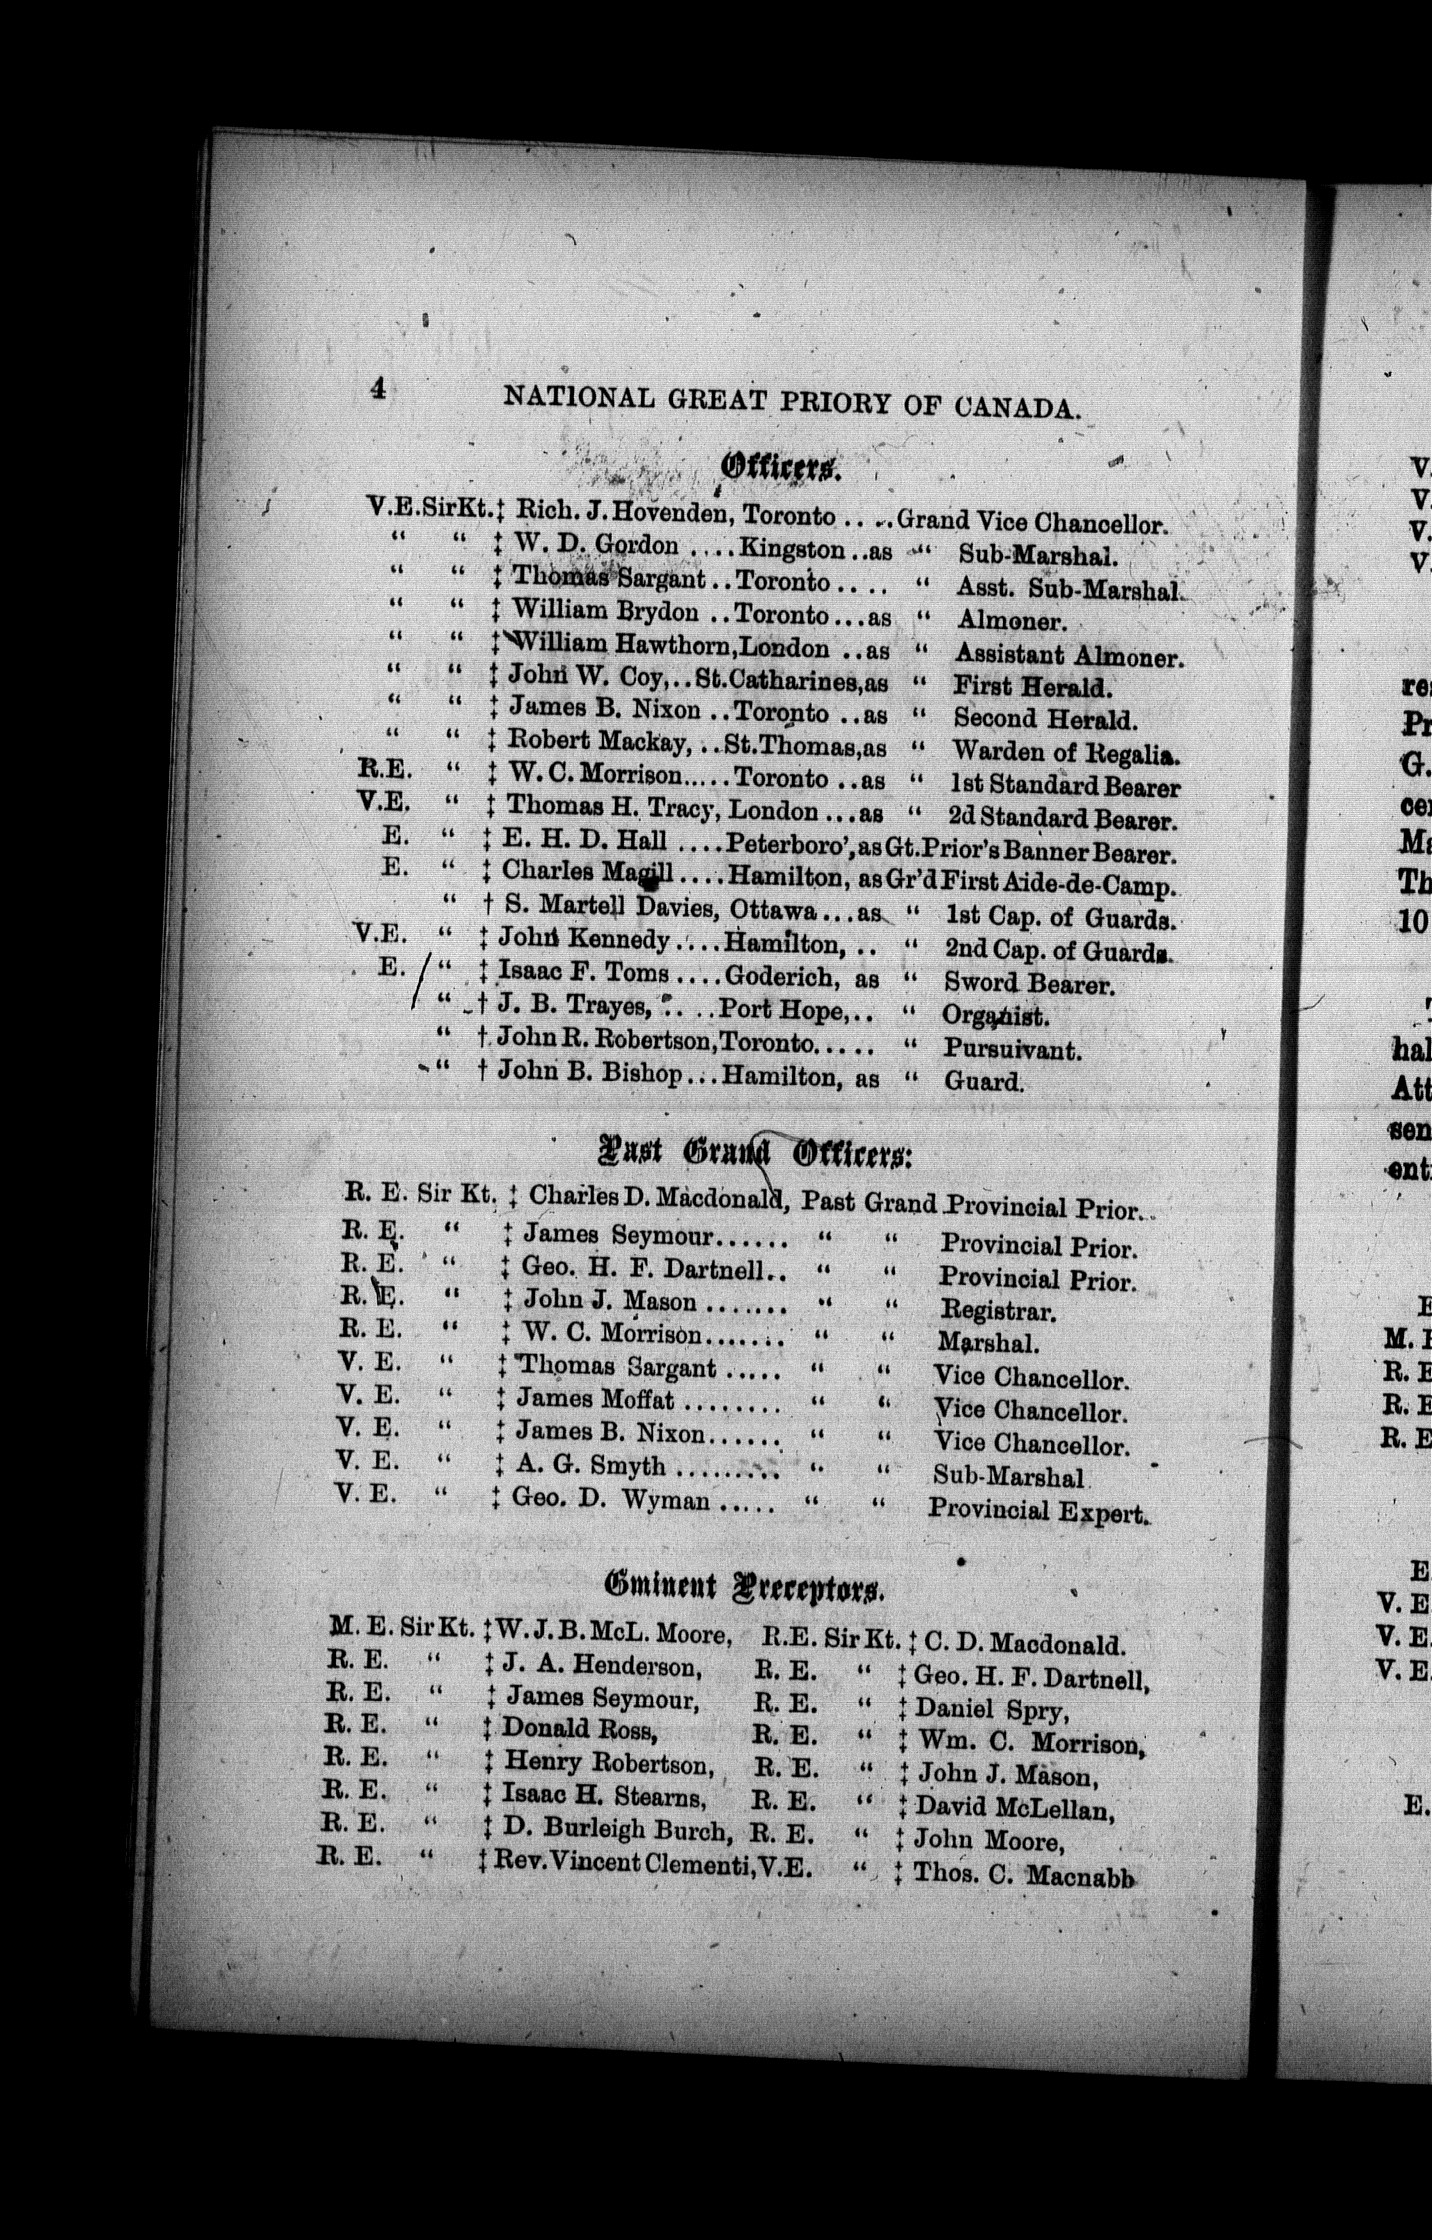 4 NATIONAL GREAT PRIORY OF CANADA.
Officers.
V.E. Sir Kt. ‡ Rich. J. Hovenden, Toronto .. ..Grand Vice Chancellor.
“ “ ‡ W. D. Gordon ....Kingston..as “ Sub-Marshal.
“ “ ‡ Thomas Sargant..Toronto.... “ Asst. Sub-Marshal.
“ “ ‡ William Brydon ..Toronto...as “ Almoner.
“ “ ‡ William Hawthorn, London ..as “ Assistant Almoner.
“ “ ‡ John W. Coy,..St.Catharines,as “ First Herald.
“ “ ‡ James B. Nixon ..Toronto ..as “ Second Herald.
“ “ ‡ Robert Mackay, ..St.Thomas,as “ Warden of Regalia.
R.E. “ ‡ W. C. Morrison.....Toronto ..as “ 1st Standard Bearer
V.E. “ ‡ Thomas H. Tracy, London ...as “ 2d Standard Bearer.
E. “ ‡ E. H. D. Hall ....Peterboro’, as Gt. Prior’s Banner Bearer.
E. “ ‡ Charles Magill....Hamilton, as Gr’d First Aide-de-Camp.
“ † S. Martell Davies, Ottawa...as “ 1st Cap. of Guards.
V.E. “ ‡ John Kennedy....Hamilton, .. “ 2nd Cap. of Guards.
E. “ ‡ Isaac F. Toms....Goderich, as “ Sword Bearer.
“ † J. B. Trayes, .. ..Port Hope,.. “ Organist.
“ † John R. Robertson, Toronto..... “ Pursuivant.
“ † John B. Bishop...Hamilton, as “ Guard.
Past Grand Officers:
R. E. Sir Kt. ‡ Charles D. Macdonald, Past Grand Provincial Prior.
R. E. “ ‡ James Seymour...... “ “ Provincial Prior.
R. E. “ ‡ Geo. H. F. Dartnell.. “ “ Provincial Prior.
R. E. “ ‡ John J. Mason ....... “ “ Registrar.
R. E. “ ‡ W. C. Morrison....... “ “ Marshal.
V. E. “ ‡ Thomas Sargant ..... “ “ Vice Chancellor.
V. E. “ ‡ James Moffat ........ “ “ Vice Chancellor.
V. E. “ ‡ James B. Nixon...... “ “ Vice Chancellor.
V. E. “ ‡ A. G. Smyth ......... “ “ Sub-Marshal
V. E. “ ‡ Geo. D. Wyman ..... “ “ Provincial Expert.
Eminent Preceptors.
M. E. Sir Kt. ‡ W. J. B. McL. Moore, R.E. Sir Kt. ‡ C. D. Macdonald.
R. E. “ ‡ J. A. Henderson, R. E. “ ‡ Geo. H. F. Dartnell,
R. E. “ ‡ James Seymour, R. E. “ ‡ Daniel Spry,
R. E. “ ‡ Donald Ross, R. E. “ ‡ Wm. C. Morrison,
R. E. “ ‡ Henry Robertson, R. E. “ ‡ John J. Mason,
R. E. “ ‡ Isaac H. Stearns, R. E. “ ‡ David McLellan,
R. E. “ ‡ D. Burleigh Burch, R. E. “ ‡ John Moore,
R. E. “ ‡ Rev. Vincent Clementi, V.E. “ ‡ Thos. C. Macnabb